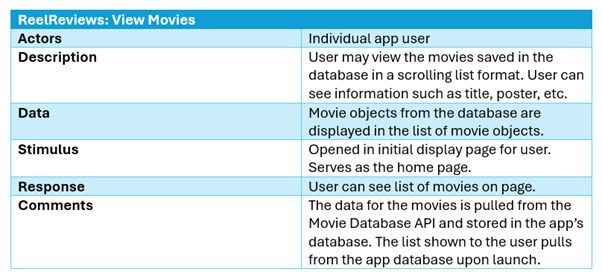 ReelReviews: View Movies
Actors
Individual app user
Description
User may view the movies saved in the
database in a scrolling list format. User can
see information such as title, poster, etc.
Data
Movie objects from the database are
displayed in the list of movie objects.
Stimulus
Opened in initial display page for user.
Serves as the home page.
Response
User can see list of movies on page.
Comments
The data for the movies is pulled from the
Movie Database API and stored in the app’s
database. The list shown to the user pulls
from the app database upon launch.